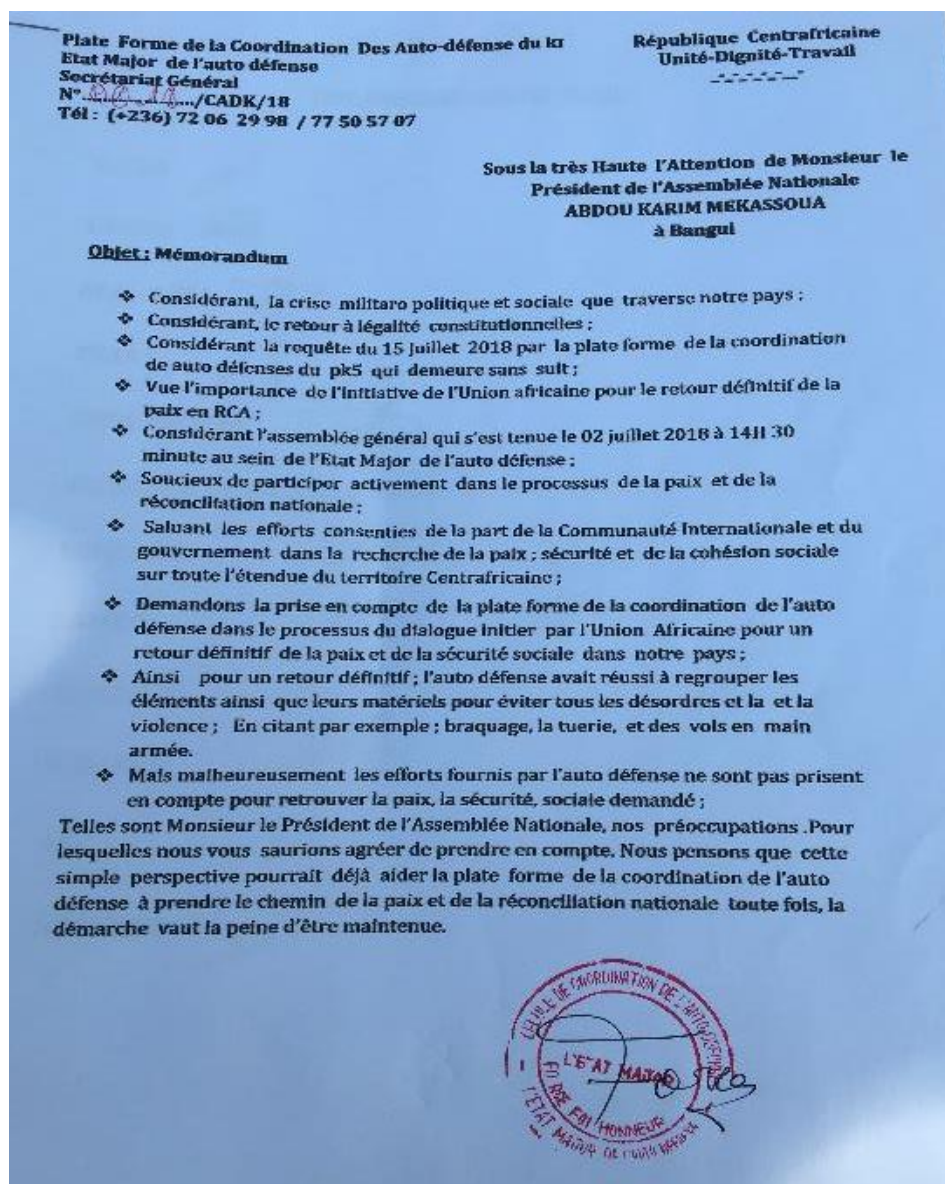 Plate Forme de la Coordination Des Auto-défense du
Etat Major de l'auto défense
Secrétariat Général
N° /CADK/18
Tél : (+236) 72 06 29 98 / 77 50 57 07
République Centrafricaine
Unité-Dignité-Travail
Sous la très Haute l'Attention de Monsieur le
Président de l'Assemblée Nationale
ABDOU KARIM MEKASSOUA
à Bangui
Objet : Mémorandum
❖ Considérant, la crise militaro politique et sociale que traverse notre pays ;
❖ Considérant, le retour à légalité constitutionnelles ;
❖ Considérant la requête du 15 juillet 2018 par la plate forme de la coordination
de auto défenses du pk5 qui demeure sans suit ;
❖ Vue l'importance de l'initiative de l'Union africaine pour le retour définitif de la
paix en RCA ;
❖ Considérant l'assemblée général qui s'est tenue le 02 juillet 2018 à 14H 30
minute au sein de l'Etat Major de l'auto défense ;
❖ Soucieux de participer activement dans le processus de la paix et de la
réconciliation nationale ;
❖ Saluant les efforts consenties de la part de la Communauté Internationale et du
gouvernement dans la recherche de la paix ; sécurité et de la cohésion sociale
sur toute l'étendue du territoire Centrafricaine ;
❖ Demandons la prise en compte de la plate forme de la coordination de l'auto
défense dans le processus du dialogue initier par l'Union Africaine pour un
retour définitif de la paix et de la sécurité sociale dans notre pays ;
❖ Ainsi pour un retour définitif ; l'auto défense avait réussi à regrouper les
éléments ainsi que leurs matériels pour éviter tous les désordres et la et la
violence ; En citant par exemple ; braquage, la tuerie, et des vols en main
armée.
❖ Mais malheureusement les efforts fournis par l'auto défense ne sont pas prisent
en compte pour retrouver la paix, la sécurité, sociale demandé ;
Telles sont Monsieur le Président de l'Assemblée Nationale, nos préoccupations .Pour
lesquelles nous vous saurions agréer de prendre en compte. Nous pensons que cette
simple perspective pourrait déjà aider la plate forme de la coordination de l'auto
défense à prendre le chemin de la paix et de la réconciliation nationale toute fois, la
démarche vaut la peine d'être maintenue.
DE COORDINATION DE L'AUTO DEFENSE
L'ETAT MAJOR
FOI HONNEUR
L'ETAT MAJOR DE L'AUTO DEFENSE